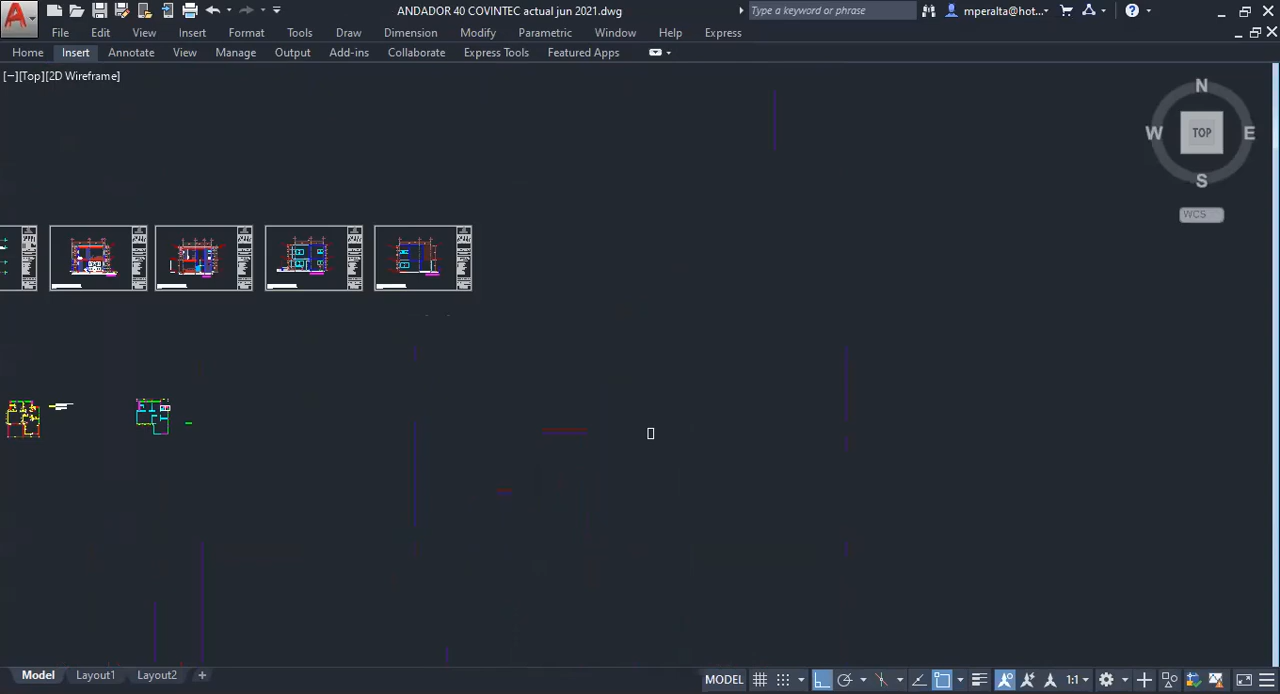 ANDADOR 40 COVINTEC actual jun 2021.dwg
Type a keyword or phrase
mperalta@hot...
File Edit View Insert Format Tools Draw Dimension Modify Parametric Window Help Express
Home Insert Annotate View Manage Output Add-ins Collaborate Express Tools Featured Apps
[−][Top][2D Wireframe]
N
W TOP E
S
WCS
Model Layout1 Layout2 +
MODEL 1:1